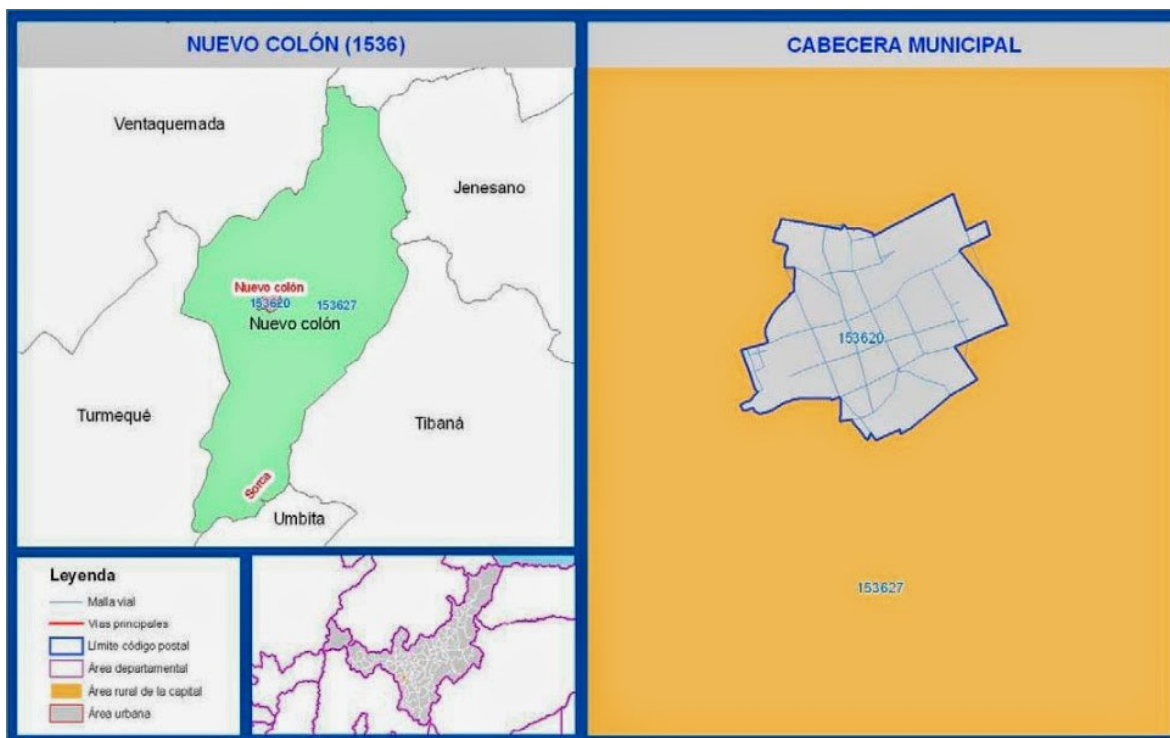 NUEVO COLÓN (1536)
Ventaquemada
Jenesano
Nuevo colón
153620
153627
Nuevo colón
Turmequé
Tibaná
Sorca
Umbita
Leyenda
Malla vial
Vías principales
Límite código postal
Área departamental
Área rural de la capital
Área urbana
CABECERA MUNICIPAL
153620
153627